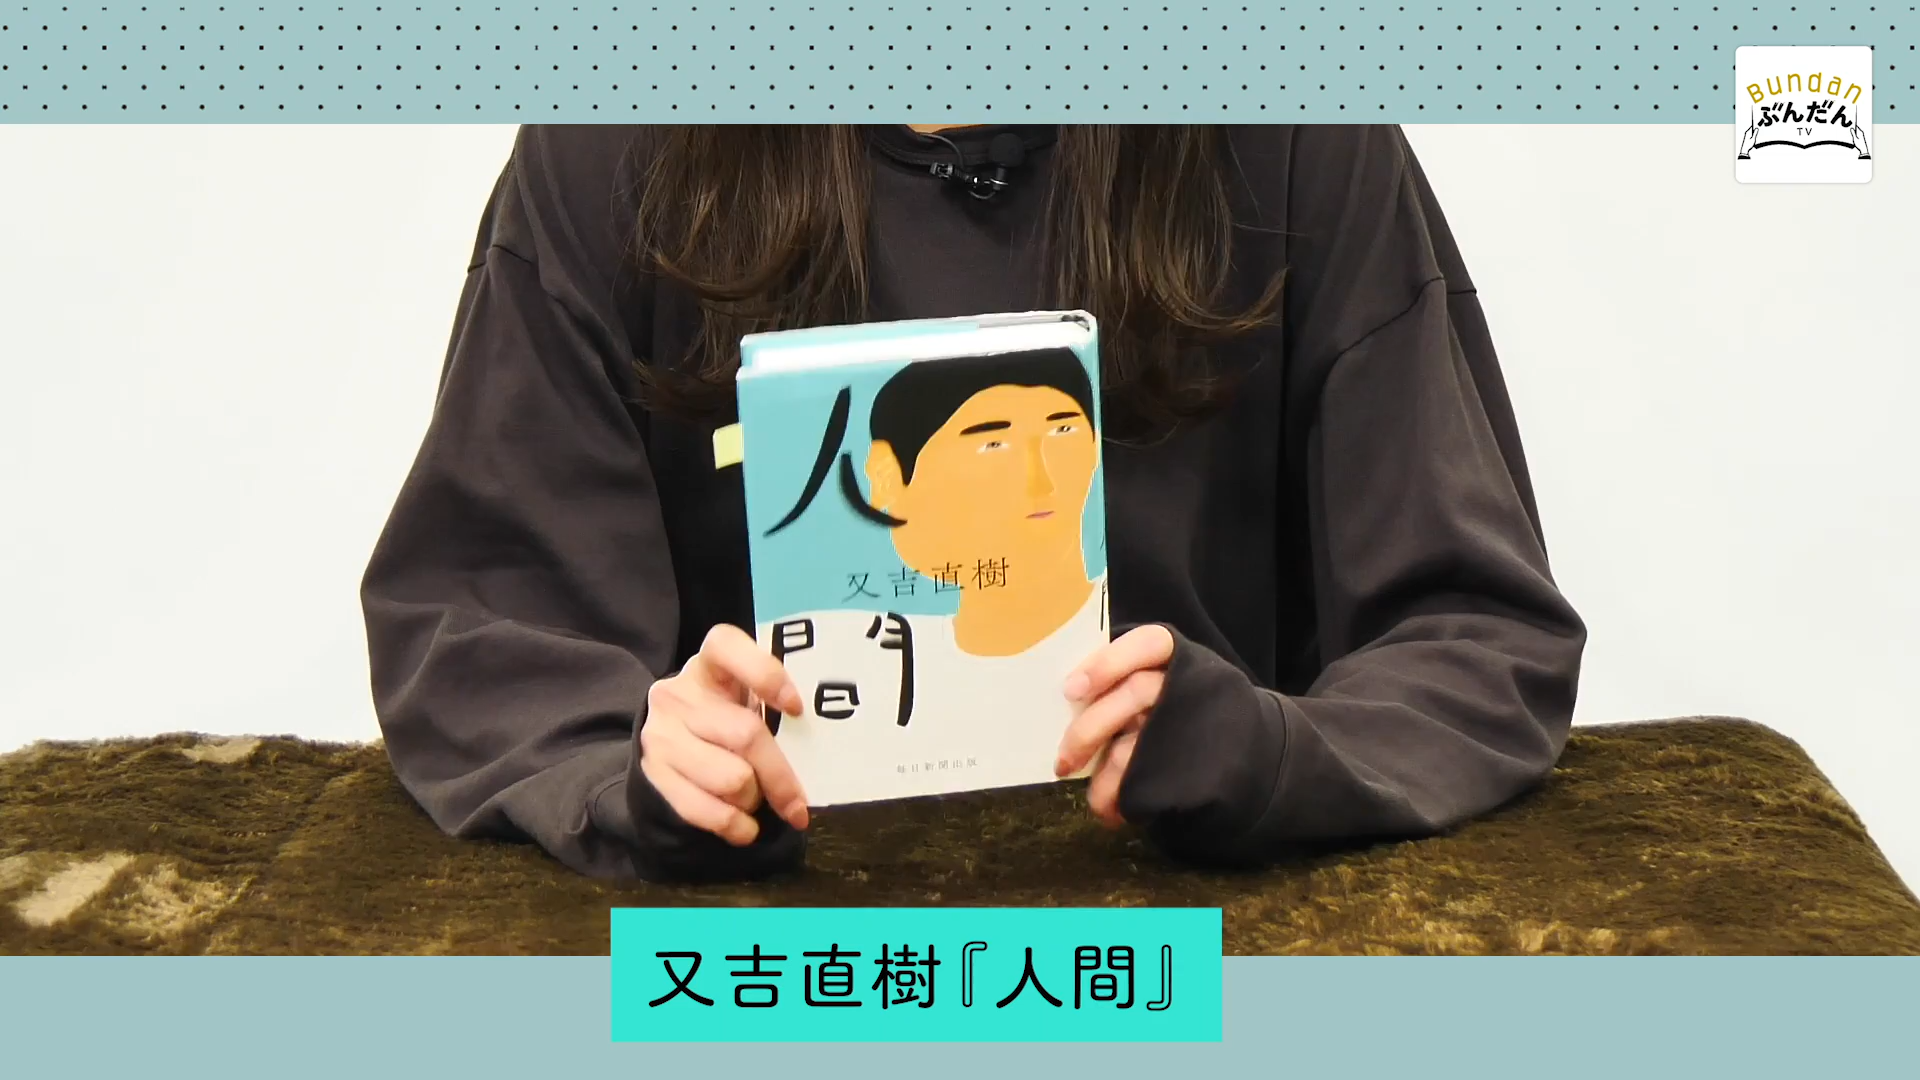 Bundan
ぶんだん
TV
人
又吉直樹
間
毎日新聞出版
又吉直樹『人間』